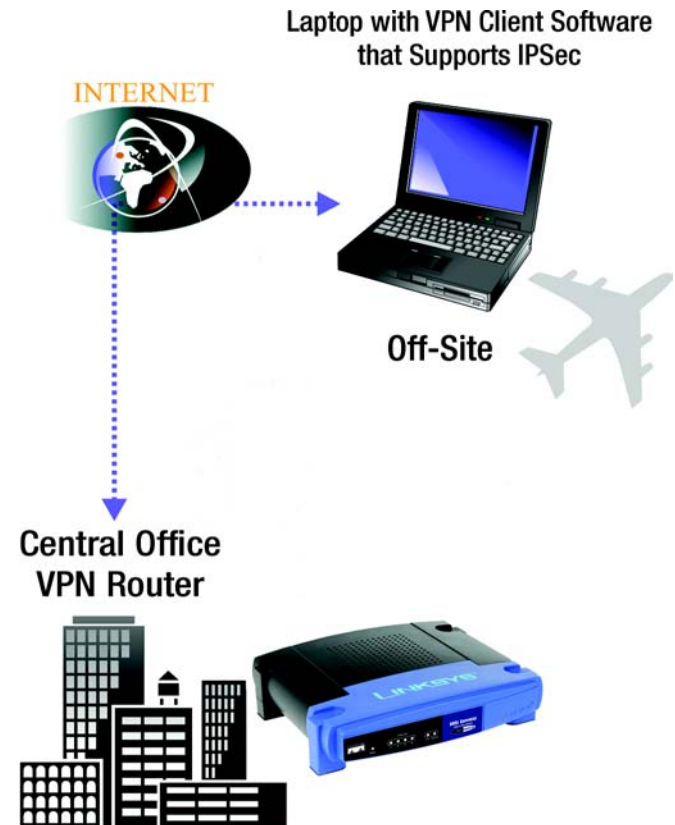 Laptop with VPN Client Software
that Supports IPSec
INTERNET
Off-Site
Central Office
VPN Router
LINKSYS